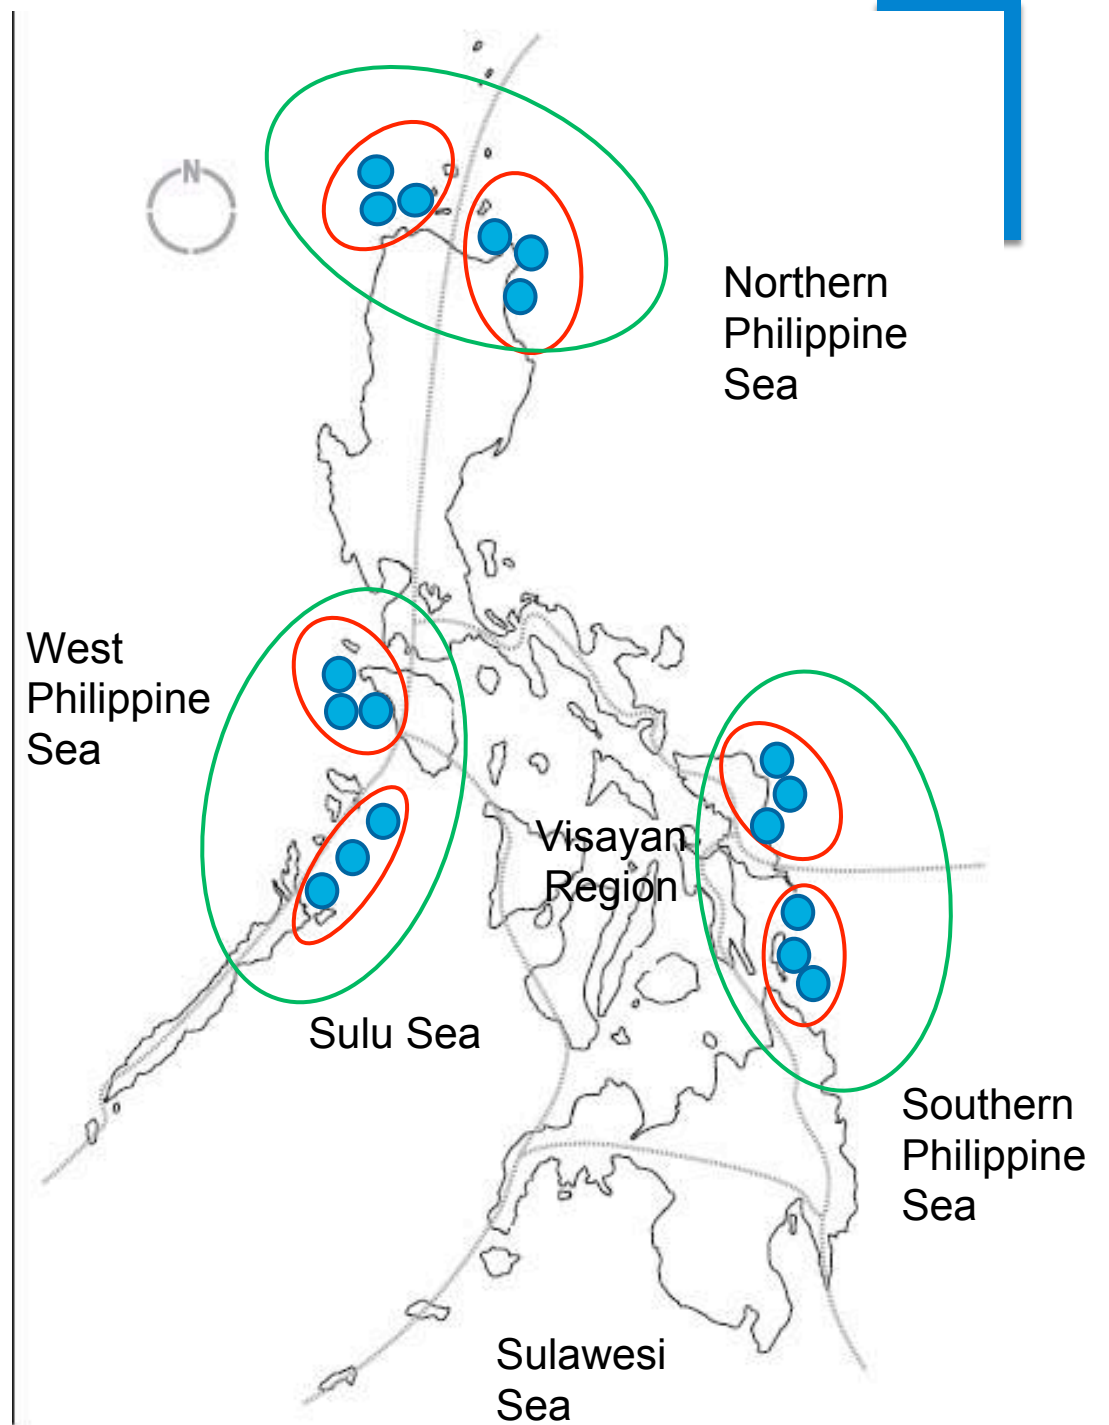 N
Northern
Philippine
Sea
West
Philippine
Sea
Visayan
Region
Sulu Sea
Southern
Philippine
Sea
Sulawesi
Sea